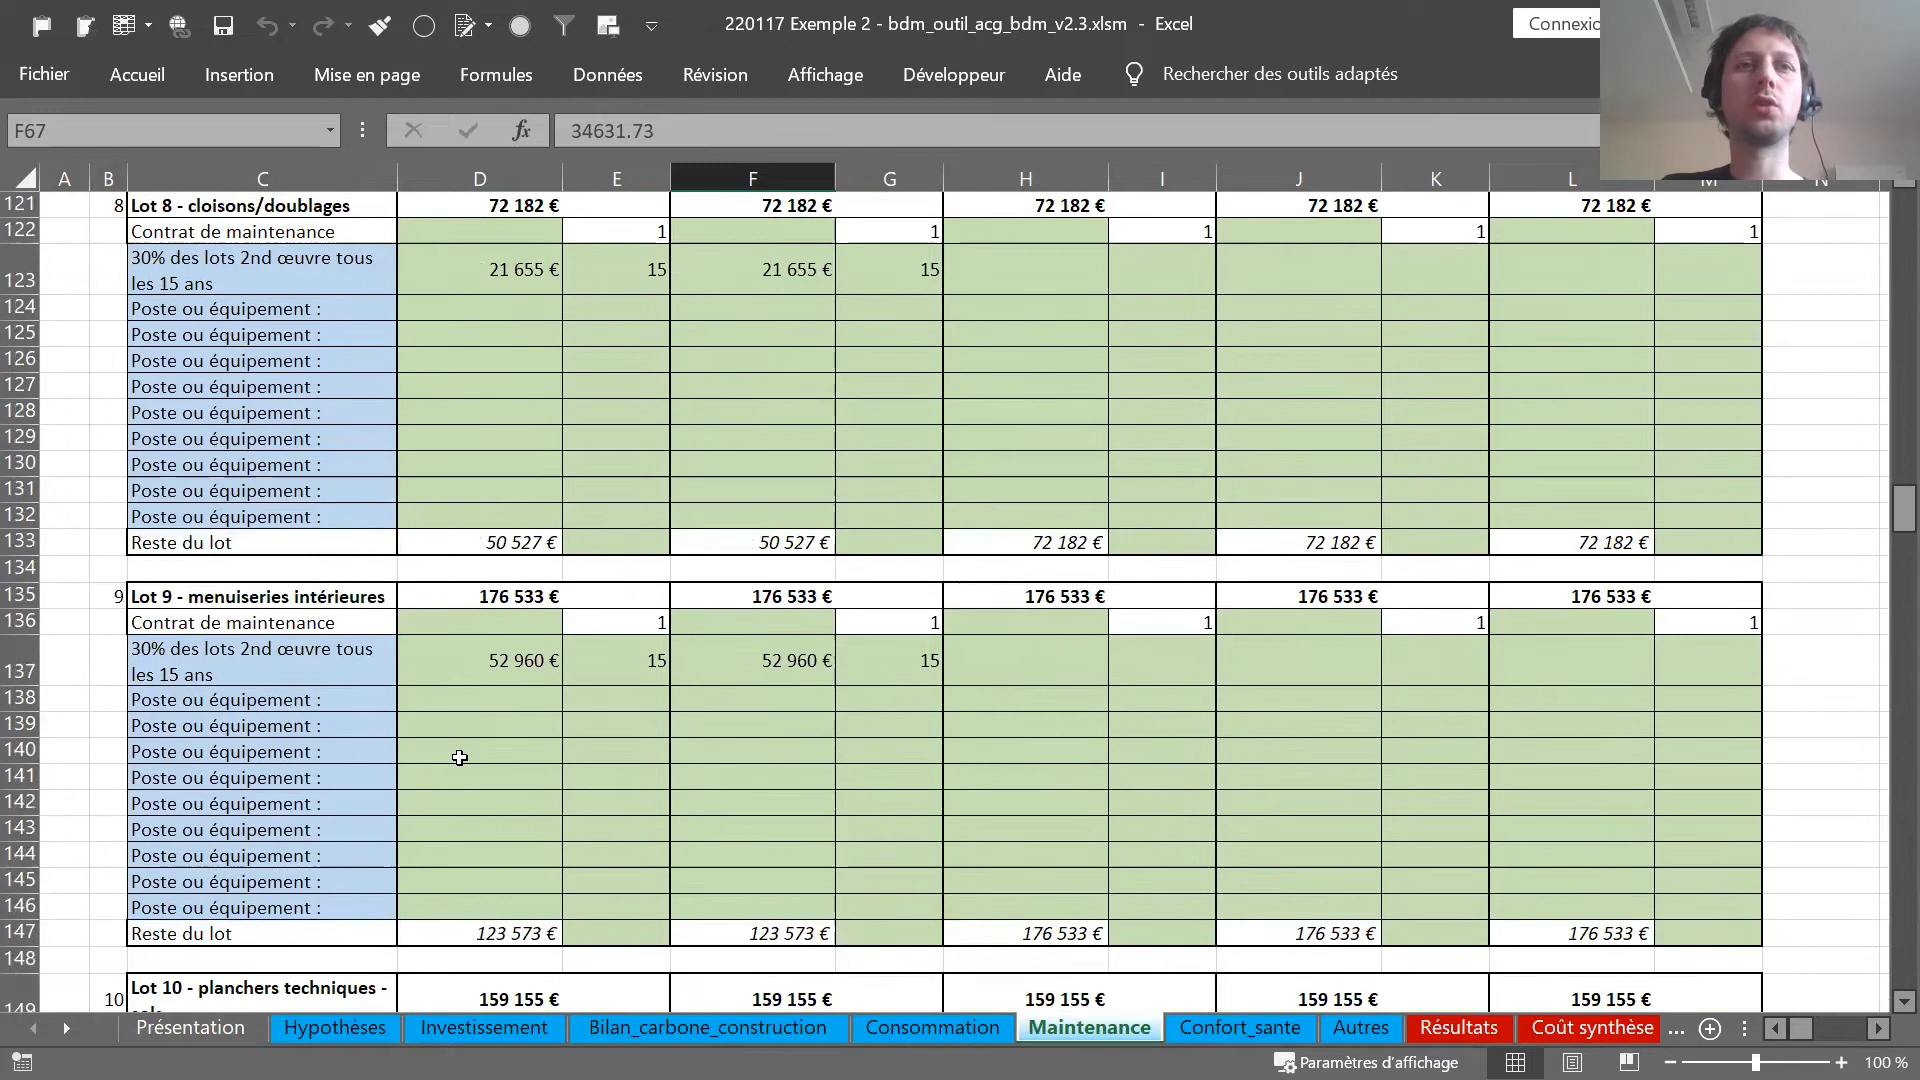 220117 Exemple 2 - bdm_outil_acg_bdm_v2.3.xlsm - Excel
Fichier Accueil Insertion Mise en page Formules Données Révision Affichage Développeur Aide Rechercher des outils adaptés
F67 fx 34631.73
A B C D E F G H I J K L
121 8 Lot 8 - cloisons/doublages 72 182 € 72 182 € 72 182 € 72 182 € 72 182 €
122 Contrat de maintenance 1 1 1 1 1
30% des lots 2nd œuvre tous
123 les 15 ans 21 655 € 15 21 655 € 15
124 Poste ou équipement :
125 Poste ou équipement :
126 Poste ou équipement :
127 Poste ou équipement :
128 Poste ou équipement :
129 Poste ou équipement :
130 Poste ou équipement :
131 Poste ou équipement :
132 Poste ou équipement :
133 Reste du lot 50 527 € 50 527 € 72 182 € 72 182 € 72 182 €
134
135 9 Lot 9 - menuiseries intérieures 176 533 € 176 533 € 176 533 € 176 533 € 176 533 €
136 Contrat de maintenance 1 1 1 1 1
30% des lots 2nd œuvre tous
137 les 15 ans 52 960 € 15 52 960 € 15
138 Poste ou équipement :
139 Poste ou équipement :
140 Poste ou équipement :
141 Poste ou équipement :
142 Poste ou équipement :
143 Poste ou équipement :
144 Poste ou équipement :
145 Poste ou équipement :
146 Poste ou équipement :
147 Reste du lot 123 573 € 123 573 € 176 533 € 176 533 € 176 533 €
148
149 10 Lot 10 - planchers techniques - 159 155 € 159 155 € 159 155 € 159 155 € 159 155 €
Présentation Hypothèses Investissement Bilan_carbone_construction Consommation Maintenance Confort_sante Autres Résultats Coût synthèse ...
Paramètres d'affichage 100 %